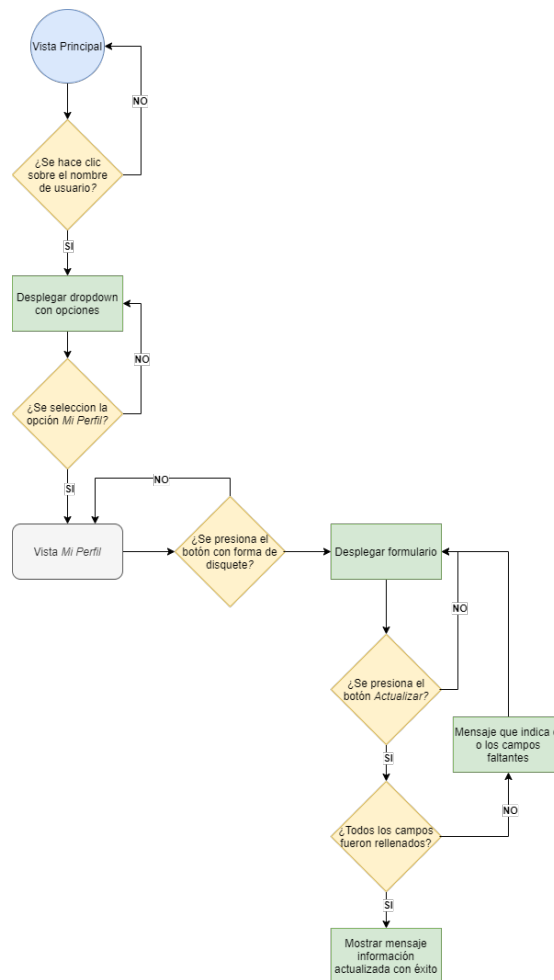 Vista Principal
NO
¿Se hace clic
sobre el nombre
de usuario?
SI
Desplegar dropdown
con opciones
NO
¿Se seleccion la
opción Mi Perfil?
SI
NO
Vista Mi Perfil
¿Se presiona el
botón con forma de
disquete?
Desplegar formulario
NO
¿Se presiona el
botón Actualizar?
SI
Mensaje que indica
o los campos
faltantes
NO
¿Todos los campos
fueron rellenados?
SI
Mostrar mensaje
información
actualizada con éxito